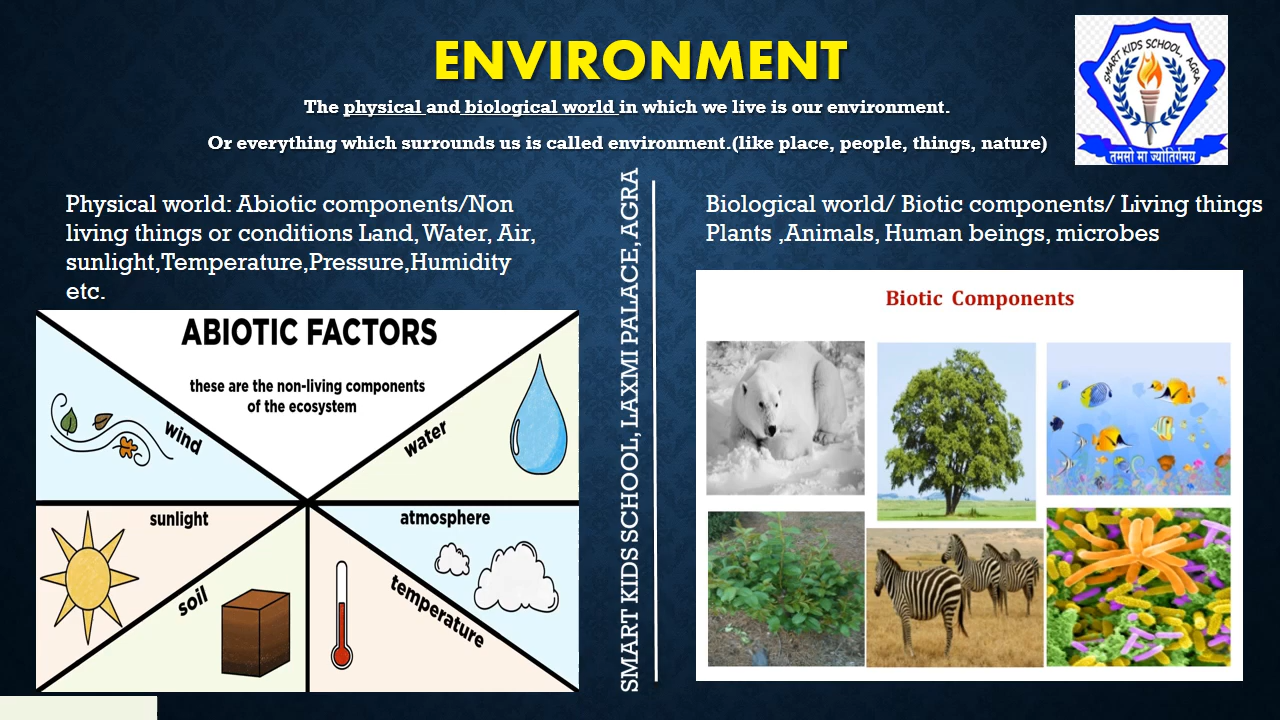 ENVIRONMENT
The physical and biological world in which we live is our environment.
Or everything which surrounds us is called environment.(like place, people, things, nature)
SMART KIDS SCHOOL, AGRA
तमसो मा ज्योतिर्गमय
Physical world: Abiotic components/Non
living things or conditions Land, Water, Air,
sunlight,Temperature,Pressure,Humidity
etc.
ABIOTIC FACTORS
these are the non-living components
of the ecosystem
wind
water
sunlight
atmosphere
soil
temperature
SMART KIDS SCHOOL, LAXMI PALACE, AGRA
Biological world/ Biotic components/ Living things
Plants ,Animals, Human beings, microbes
Biotic Components